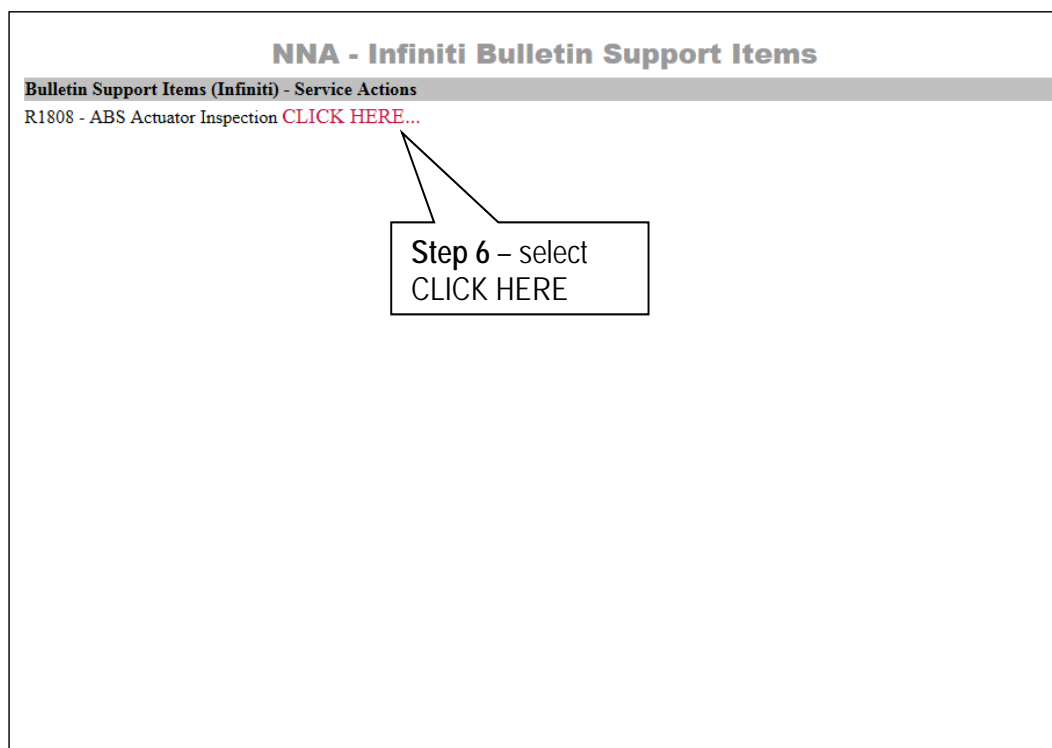 NNA - Infiniti Bulletin Support Items
Bulletin Support Items (Infiniti) - Service Actions
R1808 - ABS Actuator Inspection CLICK HERE...
Step 6 – select
CLICK HERE